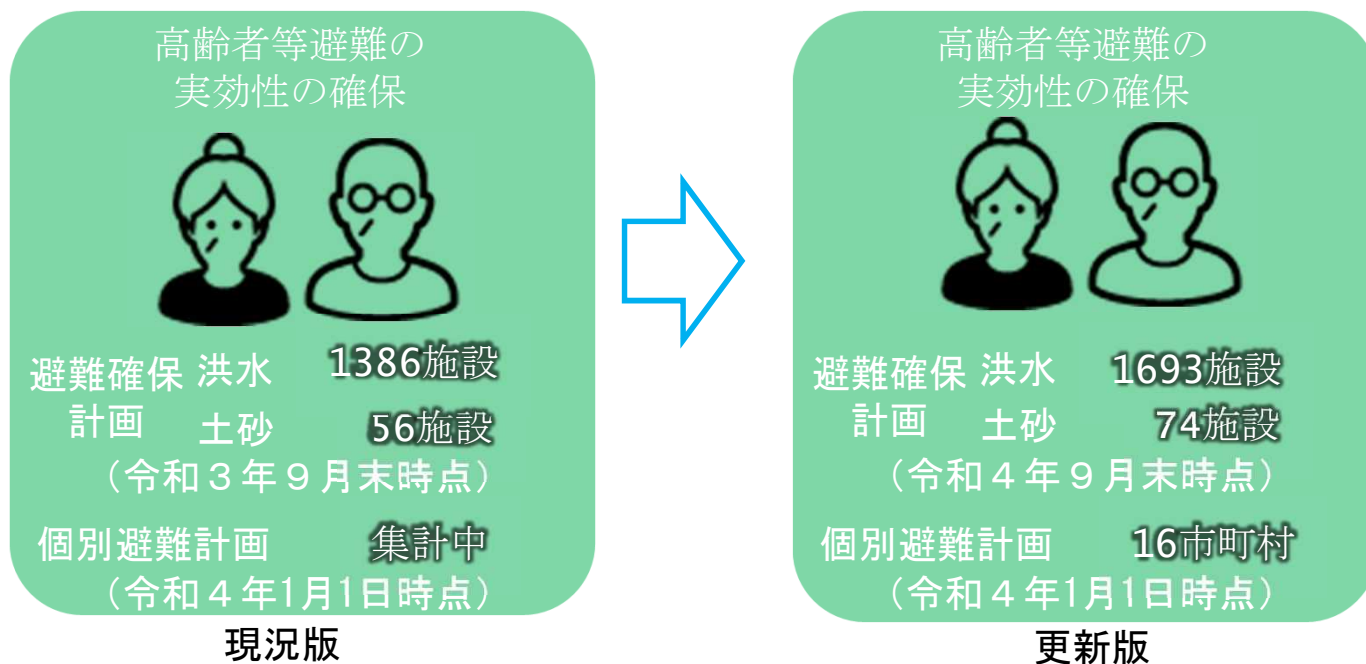 高齢者等避難の
実効性の確保
避難確保
計画
洪水 1386施設
土砂 56施設
（令和３年９月末時点）
個別避難計画 集計中
（令和４年1月1日時点）
現況版
高齢者等避難の
実効性の確保
避難確保
計画
洪水 1693施設
土砂 74施設
（令和４年９月末時点）
個別避難計画 16市町村
（令和４年1月1日時点）
更新版